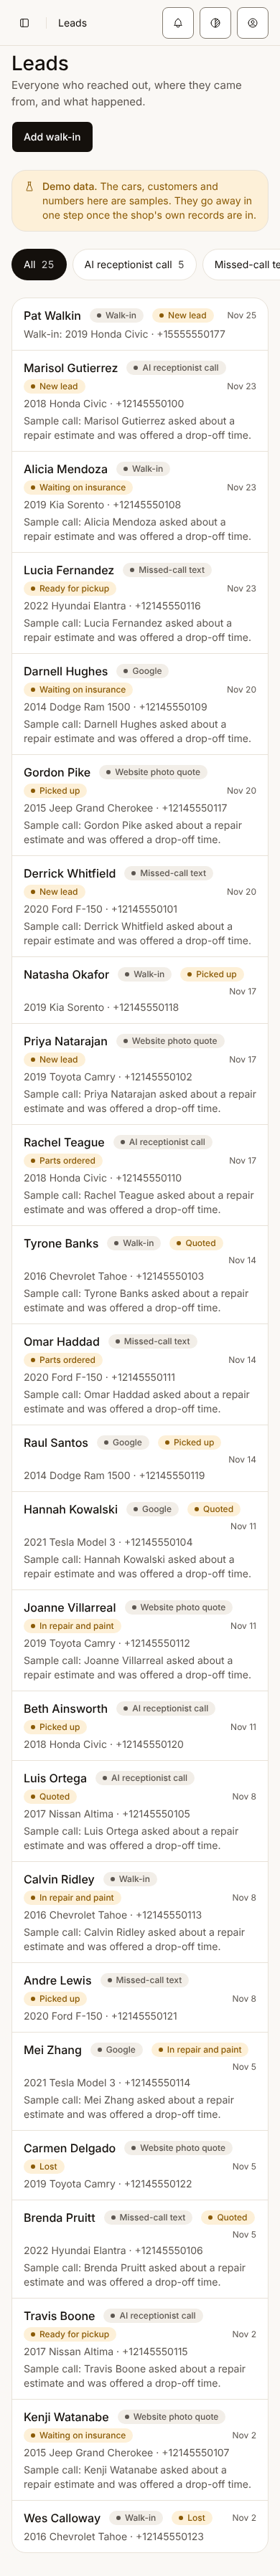 Leads
Leads
Everyone who reached out, where they came
from, and what happened.
Add walk-in
Demo data. The cars, customers and
numbers here are samples. They go away in
one step once the shop's own records are in.
All 25 AI receptionist call 5 Missed-call te
Pat Walkin Walk-in New lead Nov 25
Walk-in: 2019 Honda Civic · +15555550177
Marisol Gutierrez AI receptionist call
New lead Nov 23
2018 Honda Civic · +12145550100
Sample call: Marisol Gutierrez asked about a
repair estimate and was offered a drop-off time.
Alicia Mendoza Walk-in
Waiting on insurance Nov 23
2019 Kia Sorento · +12145550108
Sample call: Alicia Mendoza asked about a
repair estimate and was offered a drop-off time.
Lucia Fernandez Missed-call text
Ready for pickup Nov 23
2022 Hyundai Elantra · +12145550116
Sample call: Lucia Fernandez asked about a
repair estimate and was offered a drop-off time.
Darnell Hughes Google
Waiting on insurance Nov 20
2014 Dodge Ram 1500 · +12145550109
Sample call: Darnell Hughes asked about a
repair estimate and was offered a drop-off time.
Gordon Pike Website photo quote
Picked up Nov 20
2015 Jeep Grand Cherokee · +12145550117
Sample call: Gordon Pike asked about a repair
estimate and was offered a drop-off time.
Derrick Whitfield Missed-call text
New lead Nov 20
2020 Ford F-150 · +12145550101
Sample call: Derrick Whitfield asked about a
repair estimate and was offered a drop-off time.
Natasha Okafor Walk-in Picked up
Nov 17
2019 Kia Sorento · +12145550118
Priya Natarajan Website photo quote
New lead Nov 17
2019 Toyota Camry · +12145550102
Sample call: Priya Natarajan asked about a repair
estimate and was offered a drop-off time.
Rachel Teague AI receptionist call
Parts ordered Nov 17
2018 Honda Civic · +12145550110
Sample call: Rachel Teague asked about a repair
estimate and was offered a drop-off time.
Tyrone Banks Walk-in Quoted
Nov 14
2016 Chevrolet Tahoe · +12145550103
Sample call: Tyrone Banks asked about a repair
estimate and was offered a drop-off time.
Omar Haddad Missed-call text
Parts ordered Nov 14
2020 Ford F-150 · +12145550111
Sample call: Omar Haddad asked about a repair
estimate and was offered a drop-off time.
Raul Santos Google Picked up
Nov 14
2014 Dodge Ram 1500 · +12145550119
Hannah Kowalski Google Quoted
Nov 11
2021 Tesla Model 3 · +12145550104
Sample call: Hannah Kowalski asked about a
repair estimate and was offered a drop-off time.
Joanne Villarreal Website photo quote
In repair and paint Nov 11
2019 Toyota Camry · +12145550112
Sample call: Joanne Villarreal asked about a
repair estimate and was offered a drop-off time.
Beth Ainsworth AI receptionist call
Picked up Nov 11
2018 Honda Civic · +12145550120
Luis Ortega AI receptionist call
Quoted Nov 8
2017 Nissan Altima · +12145550105
Sample call: Luis Ortega asked about a repair
estimate and was offered a drop-off time.
Calvin Ridley Walk-in
In repair and paint Nov 8
2016 Chevrolet Tahoe · +12145550113
Sample call: Calvin Ridley asked about a repair
estimate and was offered a drop-off time.
Andre Lewis Missed-call text
Picked up Nov 8
2020 Ford F-150 · +12145550121
Mei Zhang Google In repair and paint
Nov 5
2021 Tesla Model 3 · +12145550114
Sample call: Mei Zhang asked about a repair
estimate and was offered a drop-off time.
Carmen Delgado Website photo quote
Lost Nov 5
2019 Toyota Camry · +12145550122
Brenda Pruitt Missed-call text Quoted
Nov 5
2022 Hyundai Elantra · +12145550106
Sample call: Brenda Pruitt asked about a repair
estimate and was offered a drop-off time.
Travis Boone AI receptionist call
Ready for pickup Nov 2
2017 Nissan Altima · +12145550115
Sample call: Travis Boone asked about a repair
estimate and was offered a drop-off time.
Kenji Watanabe Website photo quote
Waiting on insurance Nov 2
2015 Jeep Grand Cherokee · +12145550107
Sample call: Kenji Watanabe asked about a
repair estimate and was offered a drop-off time.
Wes Calloway Walk-in Lost Nov 2
2016 Chevrolet Tahoe · +12145550123